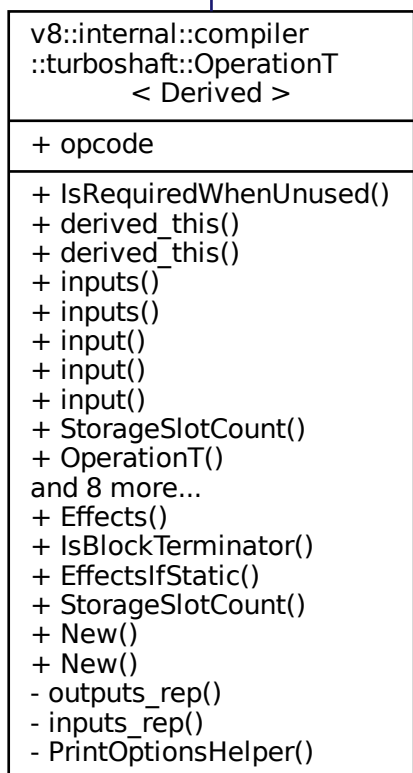 v8::internal::compiler
::turboshaft::OperationT
< Derived >
+ opcode
+ IsRequiredWhenUnused()
+ derived_this()
+ derived_this()
+ inputs()
+ inputs()
+ input()
+ input()
+ input()
+ StorageSlotCount()
+ OperationT()
and 8 more...
+ Effects()
+ IsBlockTerminator()
+ EffectsIfStatic()
+ StorageSlotCount()
+ New()
+ New()
- outputs_rep()
- inputs_rep()
- PrintOptionsHelper()